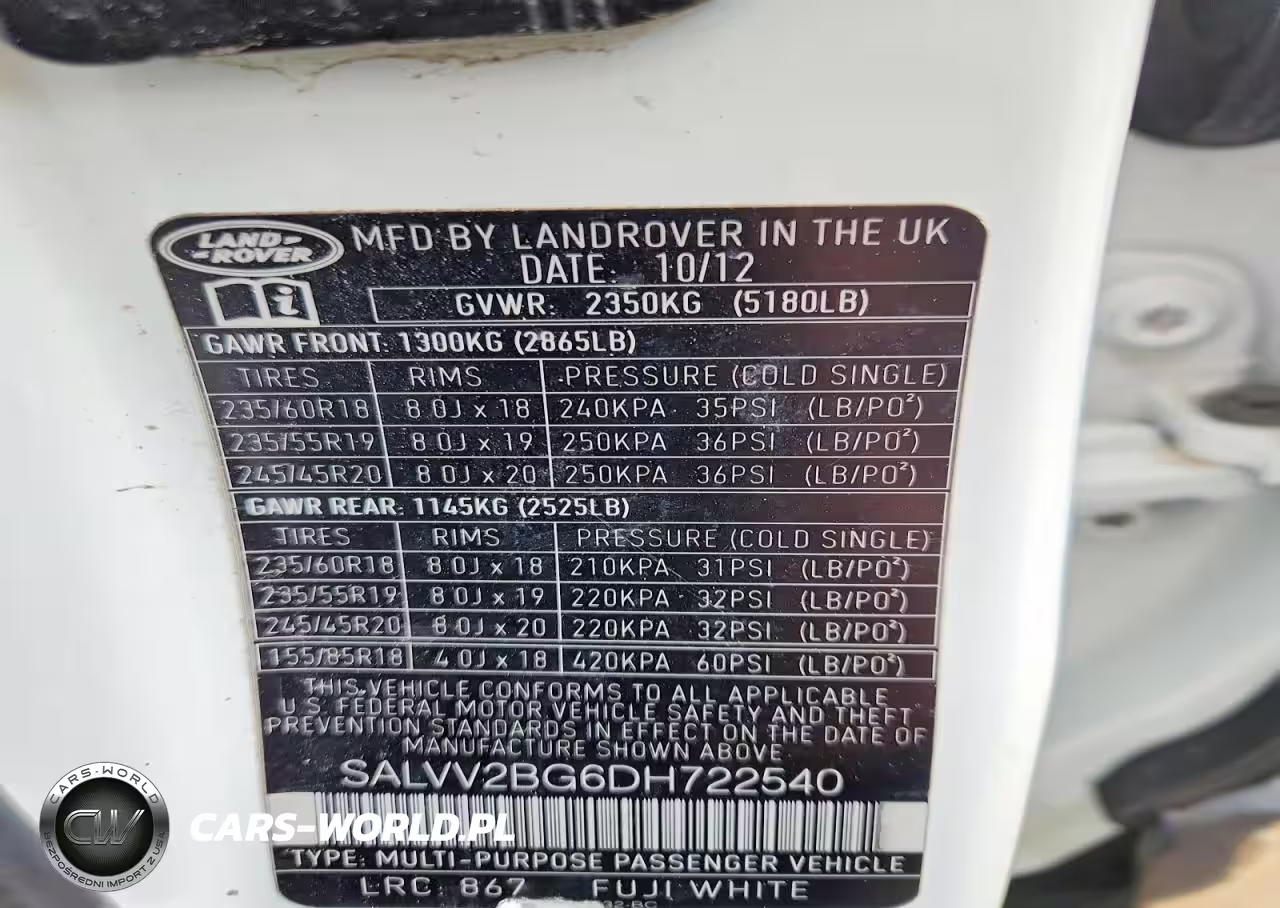 LAND-
-ROVER
MFD BY LANDROVER IN THE UK
DATE: 10/12
i
GVWR: 2350KG (5180LB)
GAWR FRONT: 1300KG (2865LB)
TIRES RIMS PRESSURE (COLD SINGLE)
235/60R18 8.0J x 18 240KPA 35PSI (LB/PO²)
235/55R19 8.0J x 19 250KPA 36PSI (LB/PO²)
245/45R20 8.0J x 20 250KPA 36PSI (LB/PO²)
GAWR REAR: 1145KG (2525LB)
TIRES RIMS PRESSURE (COLD SINGLE)
235/60R18 8.0J x 18 210KPA 31PSI (LB/PO²)
235/55R19 8.0J x 19 220KPA 32PSI (LB/PO²)
245/45R20 8.0J x 20 220KPA 32PSI (LB/PO²)
155/85R18 4.0J x 18 420KPA 60PSI (LB/PO²)
THIS VEHICLE CONFORMS TO ALL APPLICABLE
U.S. FEDERAL MOTOR VEHICLE SAFETY AND THEFT
PREVENTION STANDARDS IN EFFECT ON THE DATE OF
MANUFACTURE SHOWN ABOVE
SALVV2BG6DH722540
TYPE: MULTI-PURPOSE PASSENGER VEHICLE
LRC 867 FUJI WHITE
CARS-WORLD
CW
BEZPOŚREDNI IMPORT Z USA
CARS-WORLD.PL